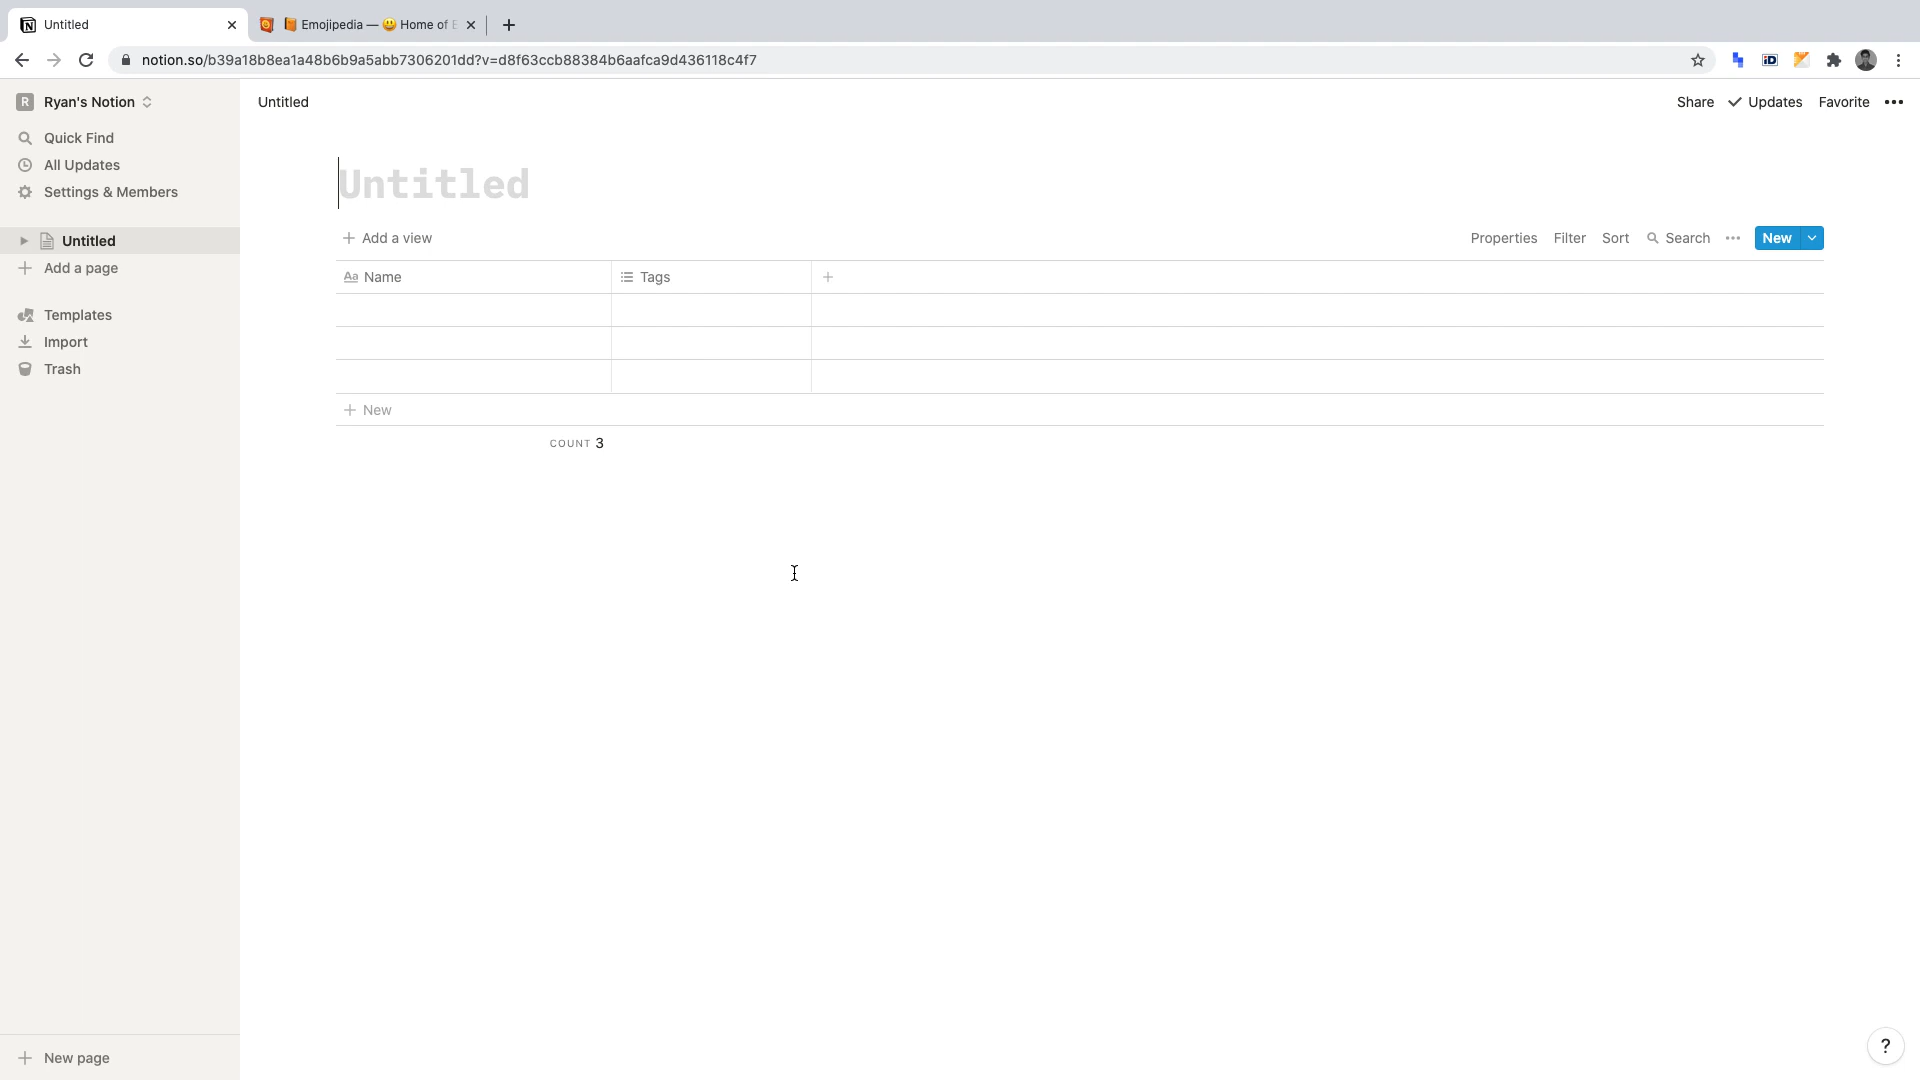 Untitled
Emojipedia — 😃 Home of E
notion.so/b39a18b8ea1a48b6b9a5abb7306201dd?v=d8f63ccb88384b6aafca9d436118c4f7
R Ryan's Notion
Untitled
Share Updates Favorite
Quick Find
All Updates
Settings & Members
Untitled
Add a page
Templates
Import
Trash
New page
Untitled
Add a view
Properties Filter Sort Search New
Aa Name Tags
New
COUNT 3
?